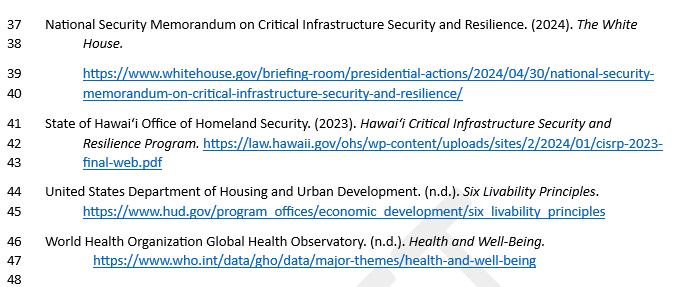 37 National Security Memorandum on Critical Infrastructure Security and Resilience. (2024). The White
38 House.
39 https://www.whitehouse.gov/briefing-room/presidential-actions/2024/04/30/national-security-
40 memorandum-on-critical-infrastructure-security-and-resilience/
41 State of Hawaiʻi Office of Homeland Security. (2023). Hawaiʻi Critical Infrastructure Security and
42 Resilience Program. https://law.hawaii.gov/ohs/wp-content/uploads/sites/2/2024/01/cisrp-2023-
43 final-web.pdf
44 United States Department of Housing and Urban Development. (n.d.). Six Livability Principles.
45 https://www.hud.gov/program_offices/economic_development/six_livability_principles
46 World Health Organization Global Health Observatory. (n.d.). Health and Well-Being.
47 https://www.who.int/data/gho/data/major-themes/health-and-well-being
48